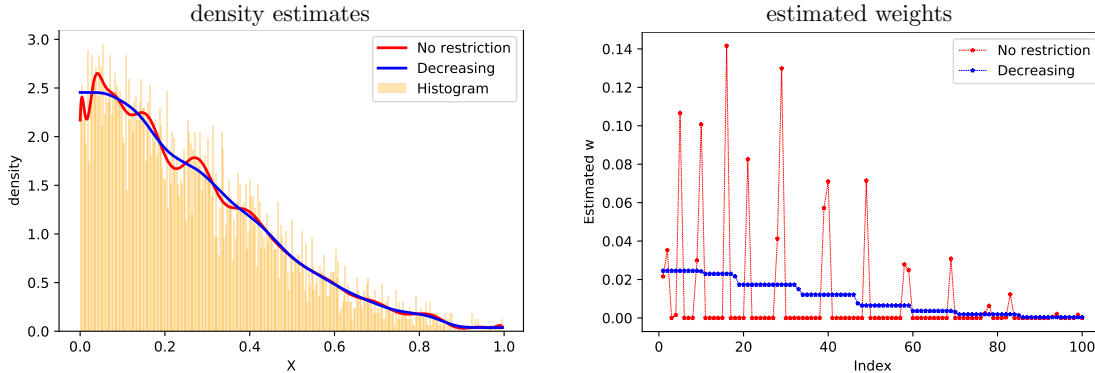 density estimates
3.0
2.5
2.0
1.5
1.0
0.5
0.0
density
0.0 0.2 0.4 0.6 0.8 1.0
X
No restriction
Decreasing
Histogram
estimated weights
0.14
0.12
0.10
0.08
0.06
0.04
0.02
0.00
Estimated w
0 20 40 60 80 100
Index
No restriction
Decreasing